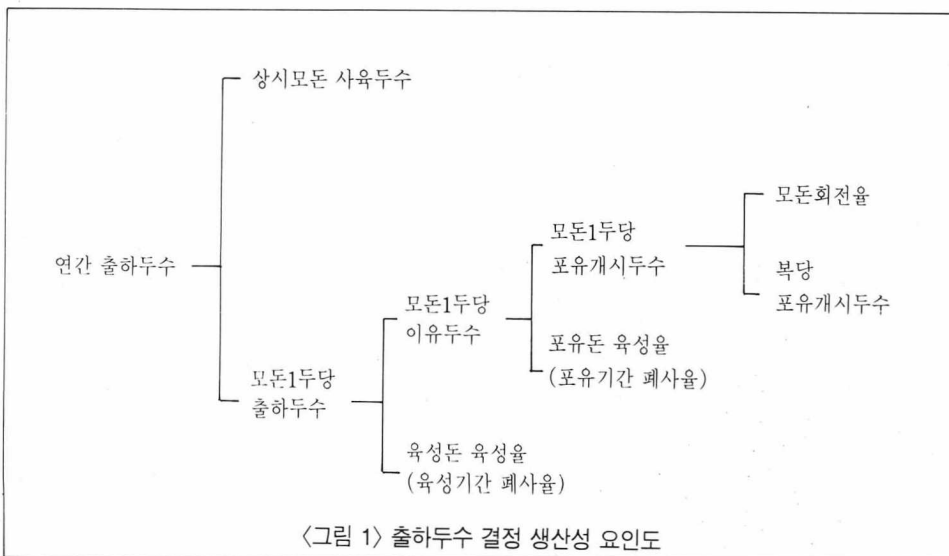 상시모돈 사육두수
모돈회전율
모돈1두당
포유개시두수
연간 출하두수
복당
포유개시두수
모돈1두당
이유두수
포유돈 육성율
(포유기간 폐사율)
모돈1두당
출하두수
육성돈 육성율
(육성기간 폐사율)
〈그림 1〉 출하두수 결정 생산성 요인도